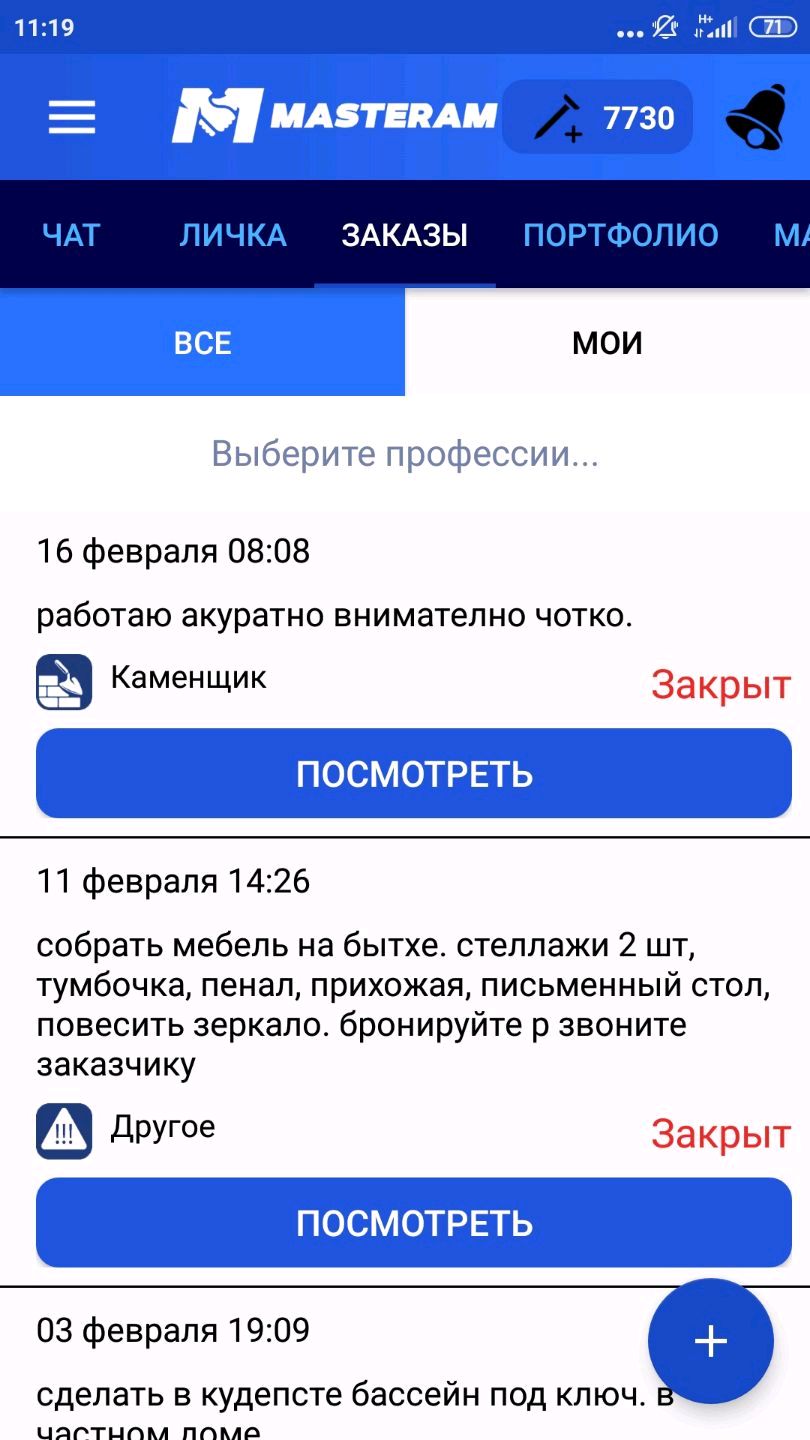 11:19
H+
71
MASTERAM
7730
ЧАТ
ЛИЧКА
ЗАКАЗЫ
ПОРТФОЛИО
МА
ВСЕ
МОИ
Выберите профессии...
16 февраля 08:08
работаю акуратно внимателно чотко.
Каменщик
Закрыт
ПОСМОТРЕТЬ
11 февраля 14:26
собрать мебель на бытхе. стеллажи 2 шт,
тумбочка, пенал, прихожая, письменный стол,
повесить зеркало. бронируйте р звоните
заказчику
!!!
Другое
Закрыт
ПОСМОТРЕТЬ
03 февраля 19:09
+
сделать в кудепсте бассейн под ключ. в
частном доме